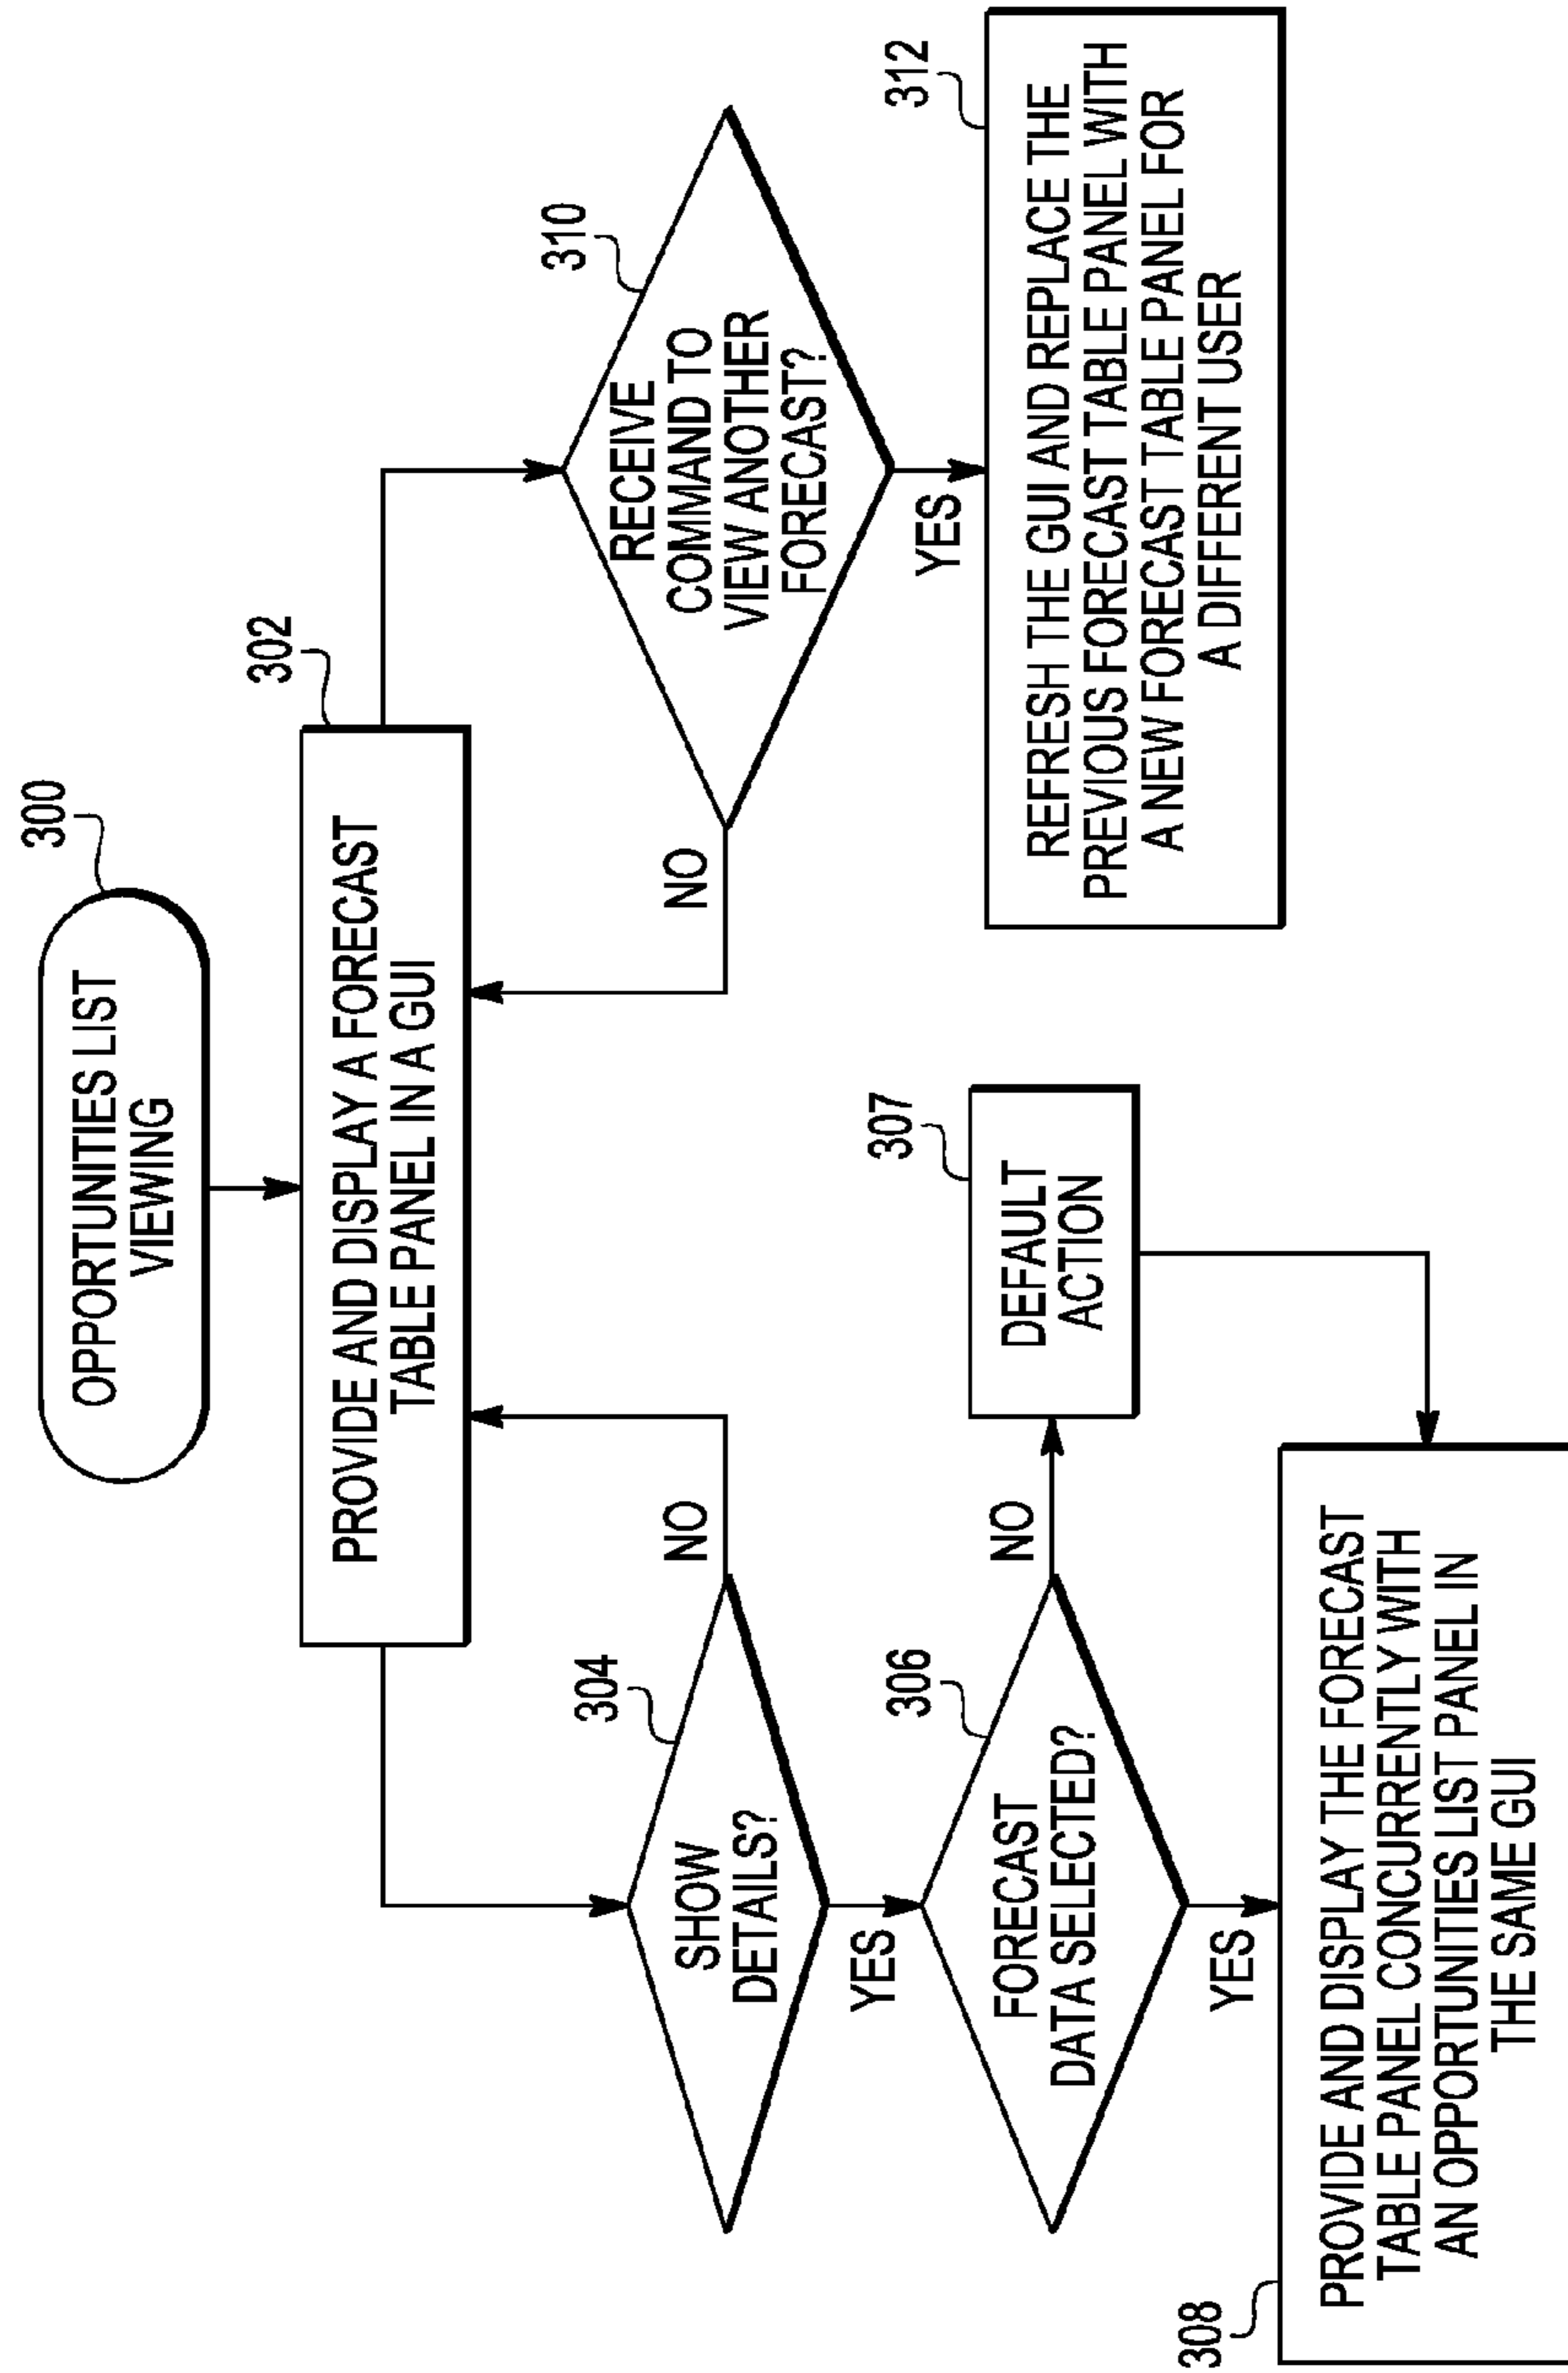 300
OPPORTUNITIES LIST
VIEWING
302
PROVIDE AND DISPLAY A FORECAST
TABLE PANEL IN A GUI
304
SHOW
DETAILS?
NO
YES
306
FORECAST
DATA SELECTED?
NO
YES
307
DEFAULT
ACTION
308
PROVIDE AND DISPLAY THE FORECAST
TABLE PANEL CONCURRENTLY WITH
AN OPPORTUNITIES LIST PANEL IN
THE SAME GUI
310
RECEIVE
COMMAND TO
VIEW ANOTHER
FORECAST?
NO
YES
312
REFRESH THE GUI AND REPLACE THE
PREVIOUS FORECAST TABLE PANEL WITH
A NEW FORECAST TABLE PANEL FOR
A DIFFERENT USER